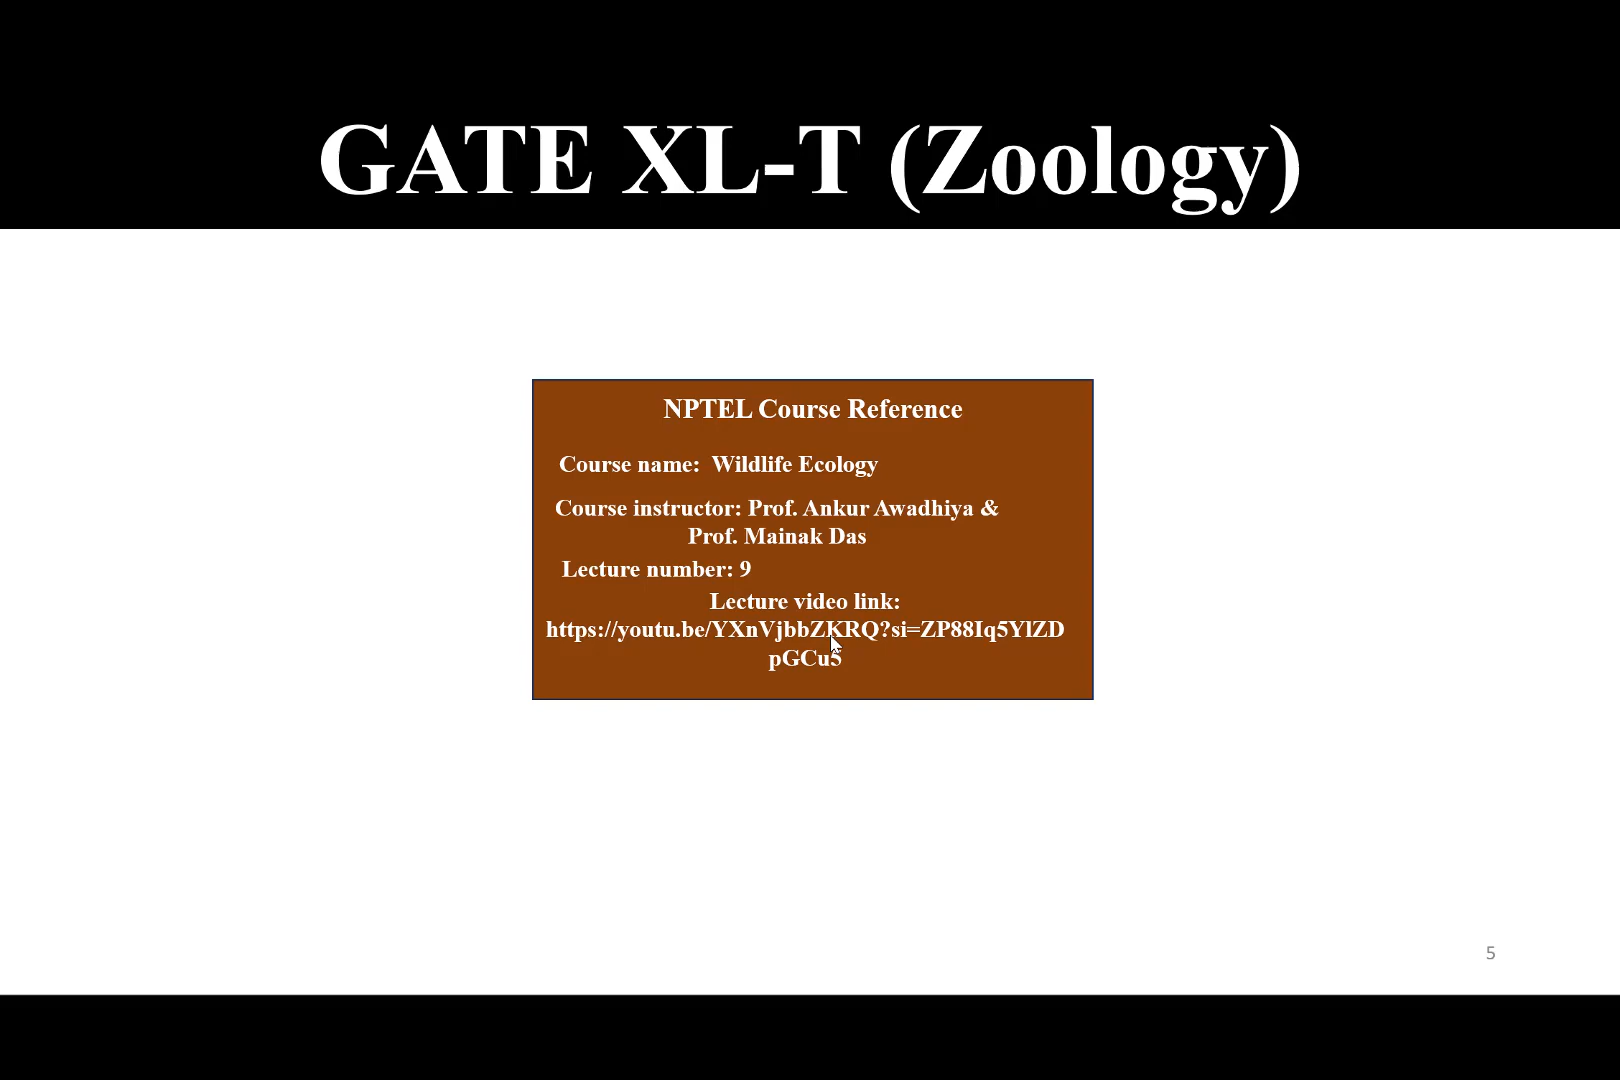 GATE XL-T (Zoology)
NPTEL Course Reference
Course name:  Wildlife Ecology
Course instructor: Prof. Ankur Awadhiya &
Prof. Mainak Das
Lecture number: 9
Lecture video link:
https://youtu.be/YXnVjbbZKRQ?si=ZP88Iq5YlZD
pGCu5
5